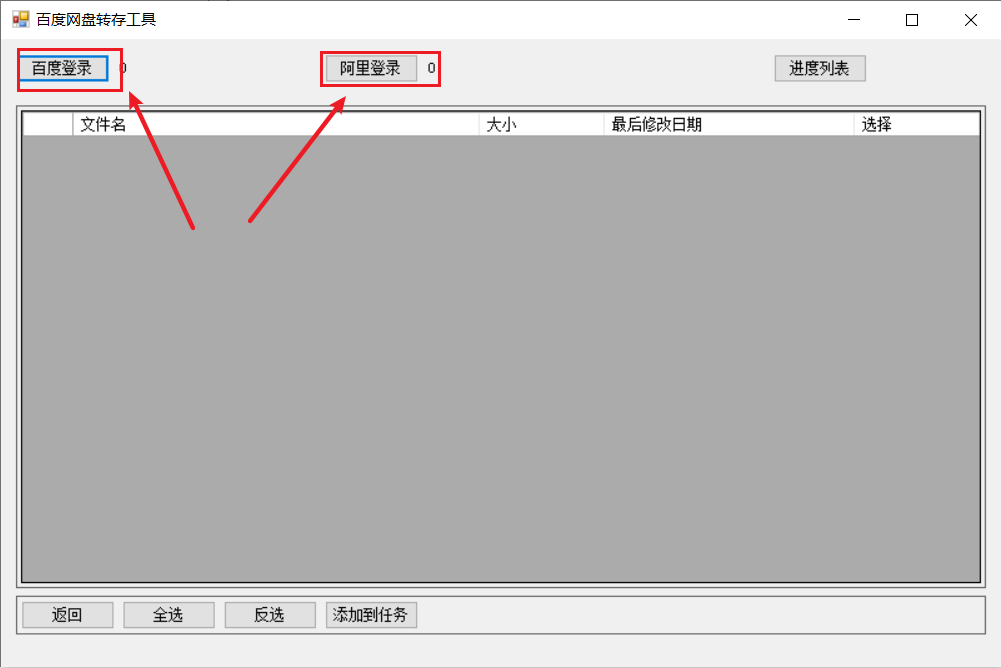 百度网盘转存工具
百度登录 0 阿里登录 0 进度列表
文件名 大小 最后修改日期 选择
返回 全选 反选 添加到任务